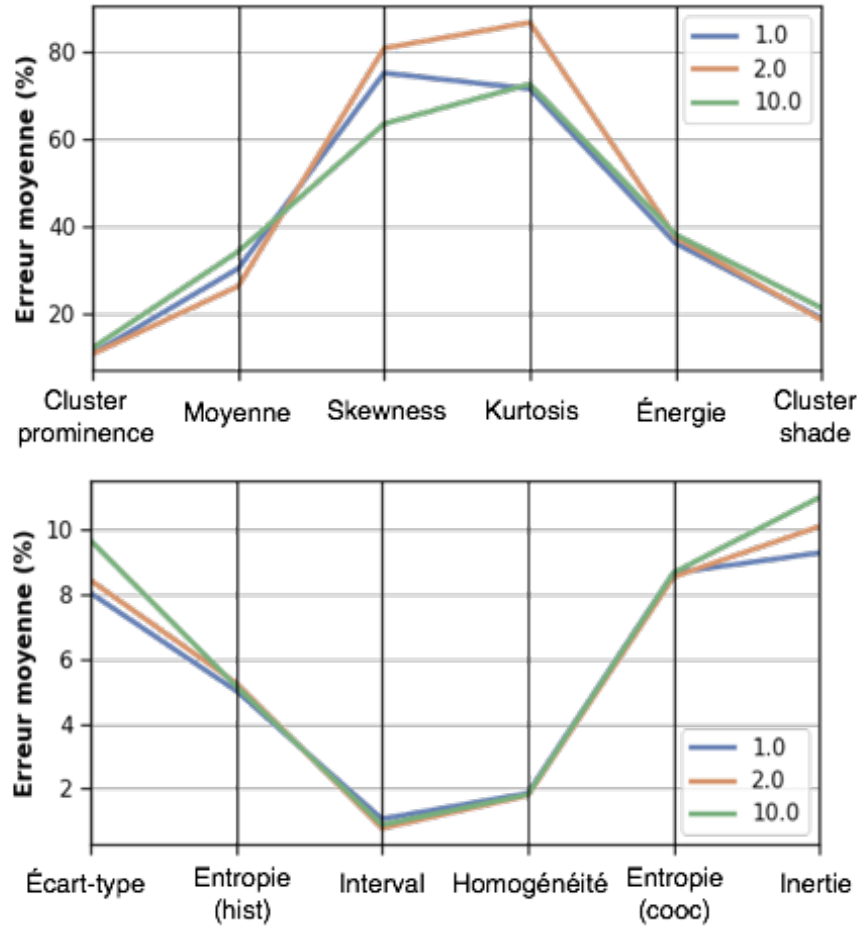 Erreur moyenne (%)
80
60
40
20
1.0
2.0
10.0
Cluster
prominence
Moyenne
Skewness
Kurtosis
Énergie
Cluster
shade
Erreur moyenne (%)
10
8
6
4
2
1.0
2.0
10.0
Écart-type
Entropie
(hist)
Interval
Homogénéité
Entropie
(cooc)
Inertie